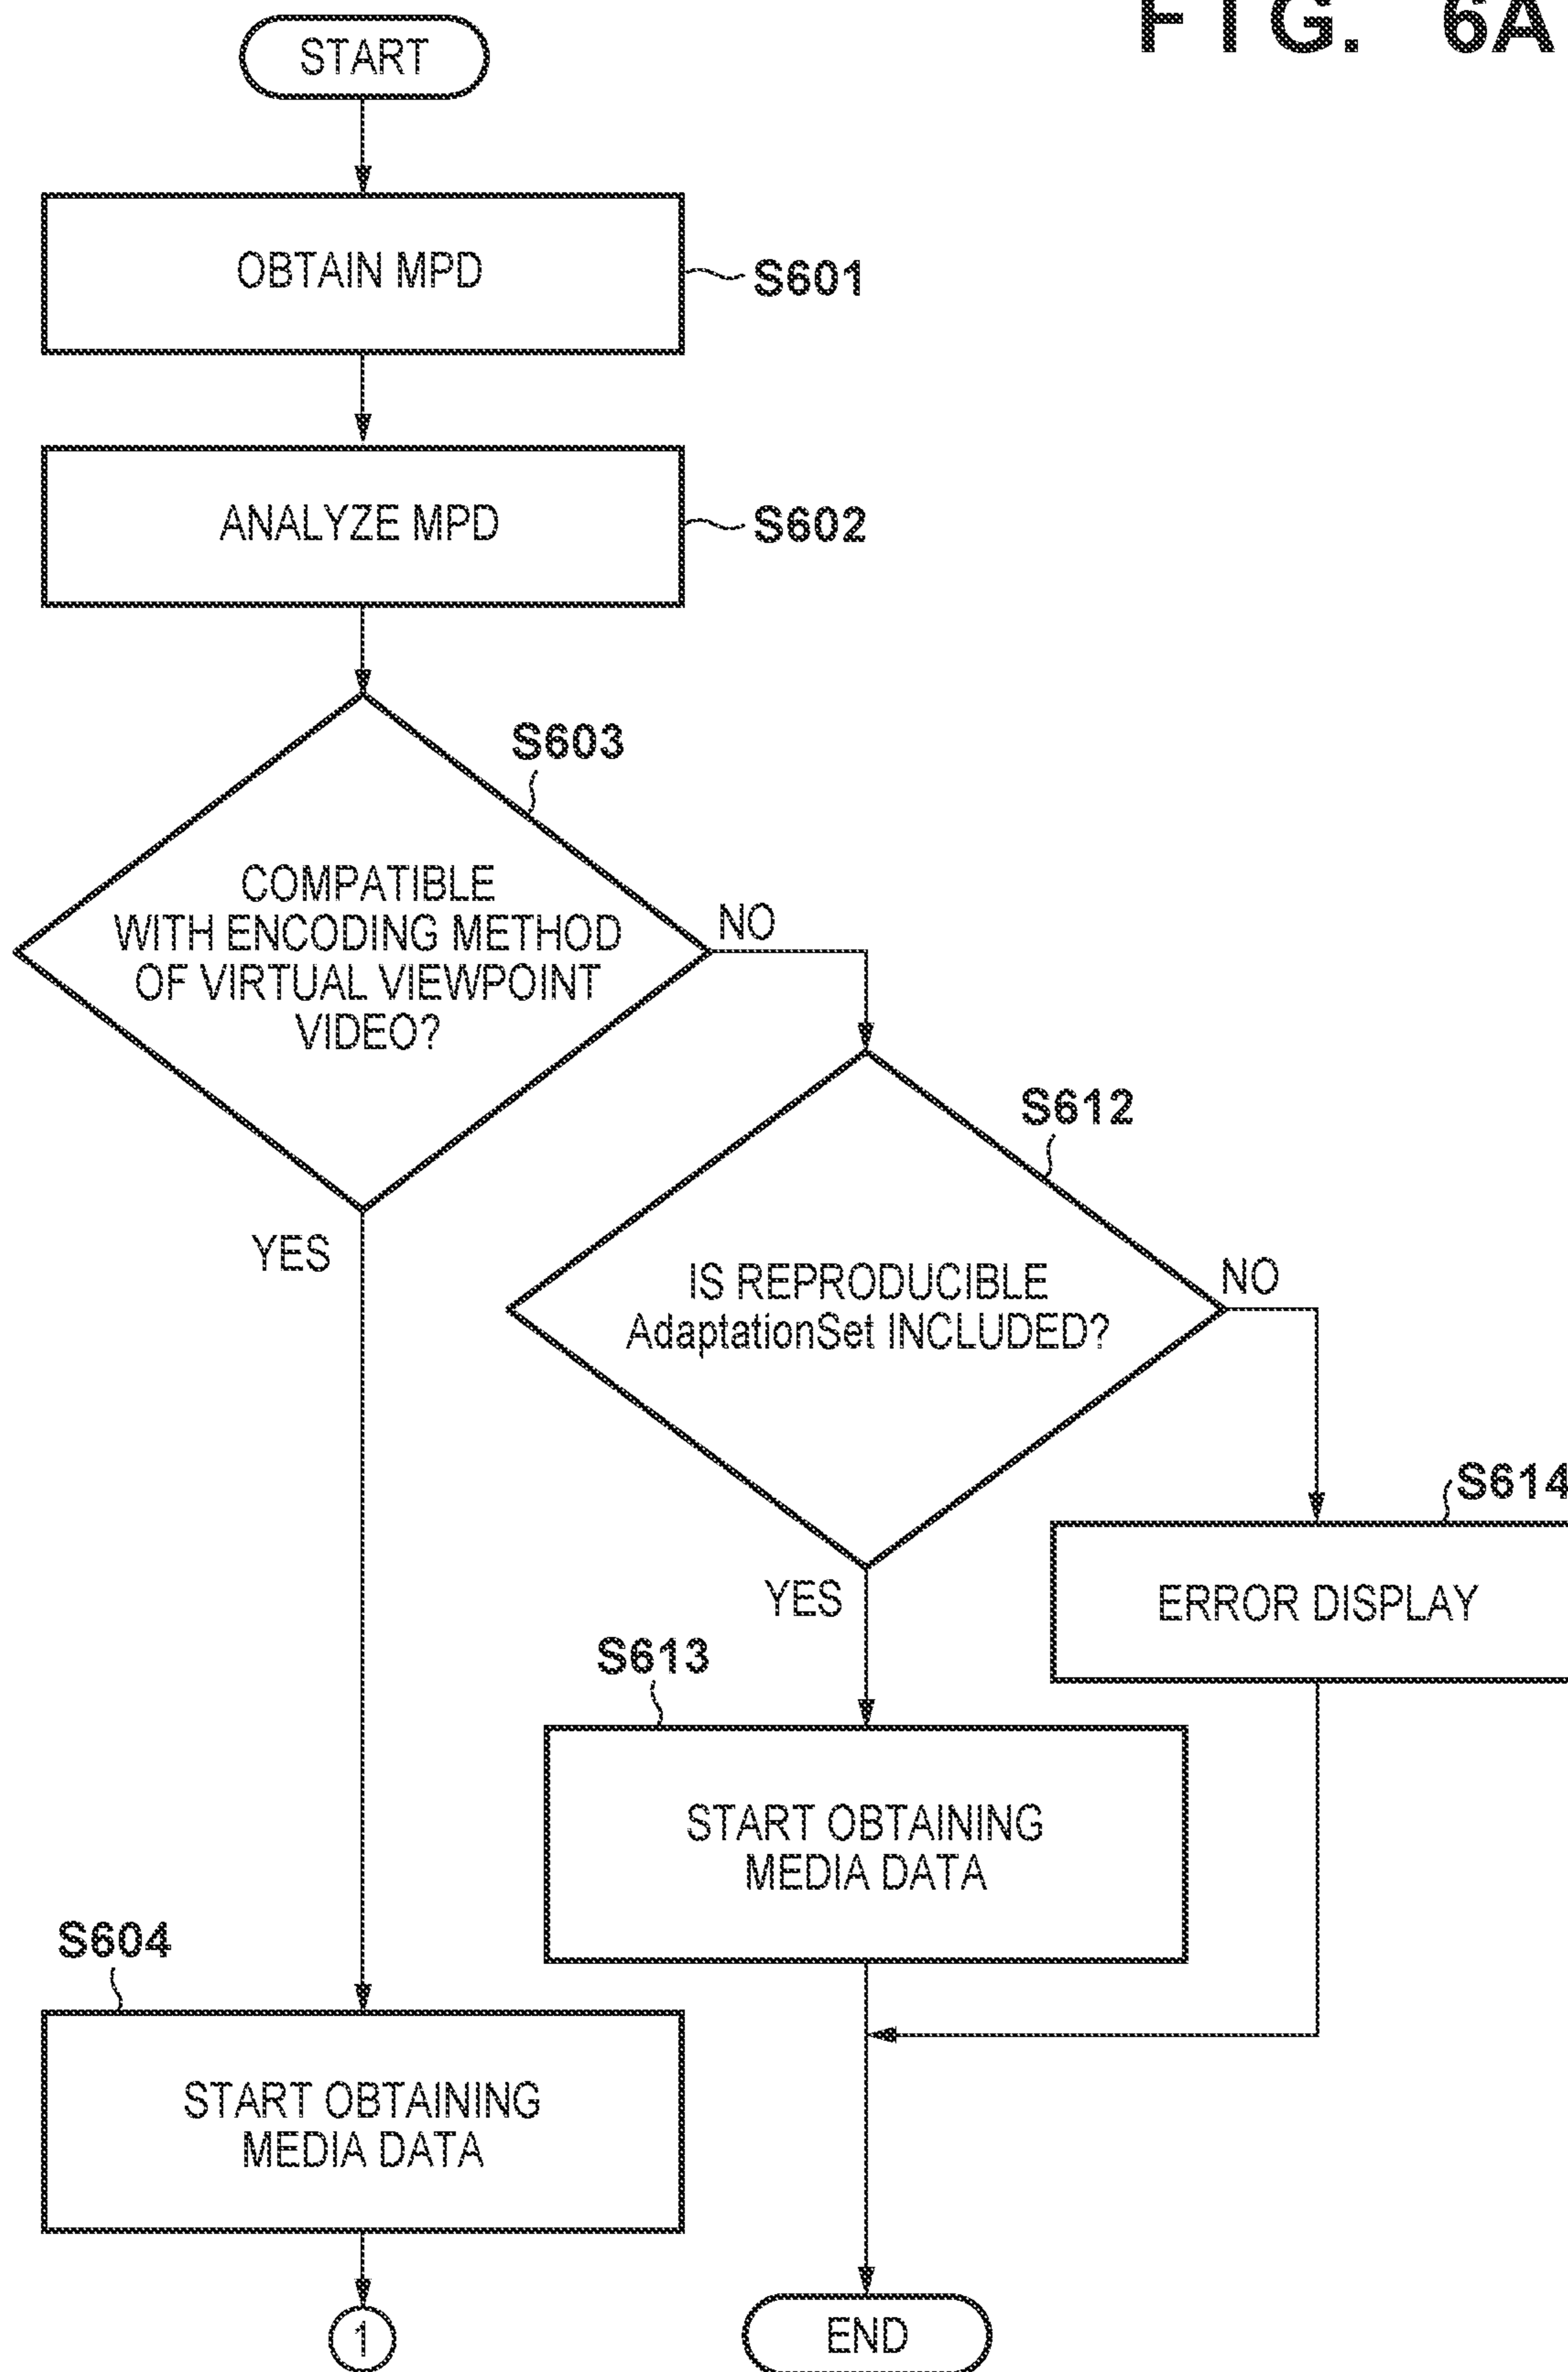 FIG. 6A
START
OBTAIN MPD
S601
ANALYZE MPD
S602
S603
COMPATIBLE
WITH ENCODING METHOD
OF VIRTUAL VIEWPOINT
VIDEO?
NO
YES
S612
IS REPRODUCIBLE
AdaptationSet INCLUDED?
NO
YES
S614
ERROR DISPLAY
S613
START OBTAINING
MEDIA DATA
S604
START OBTAINING
MEDIA DATA
1
END